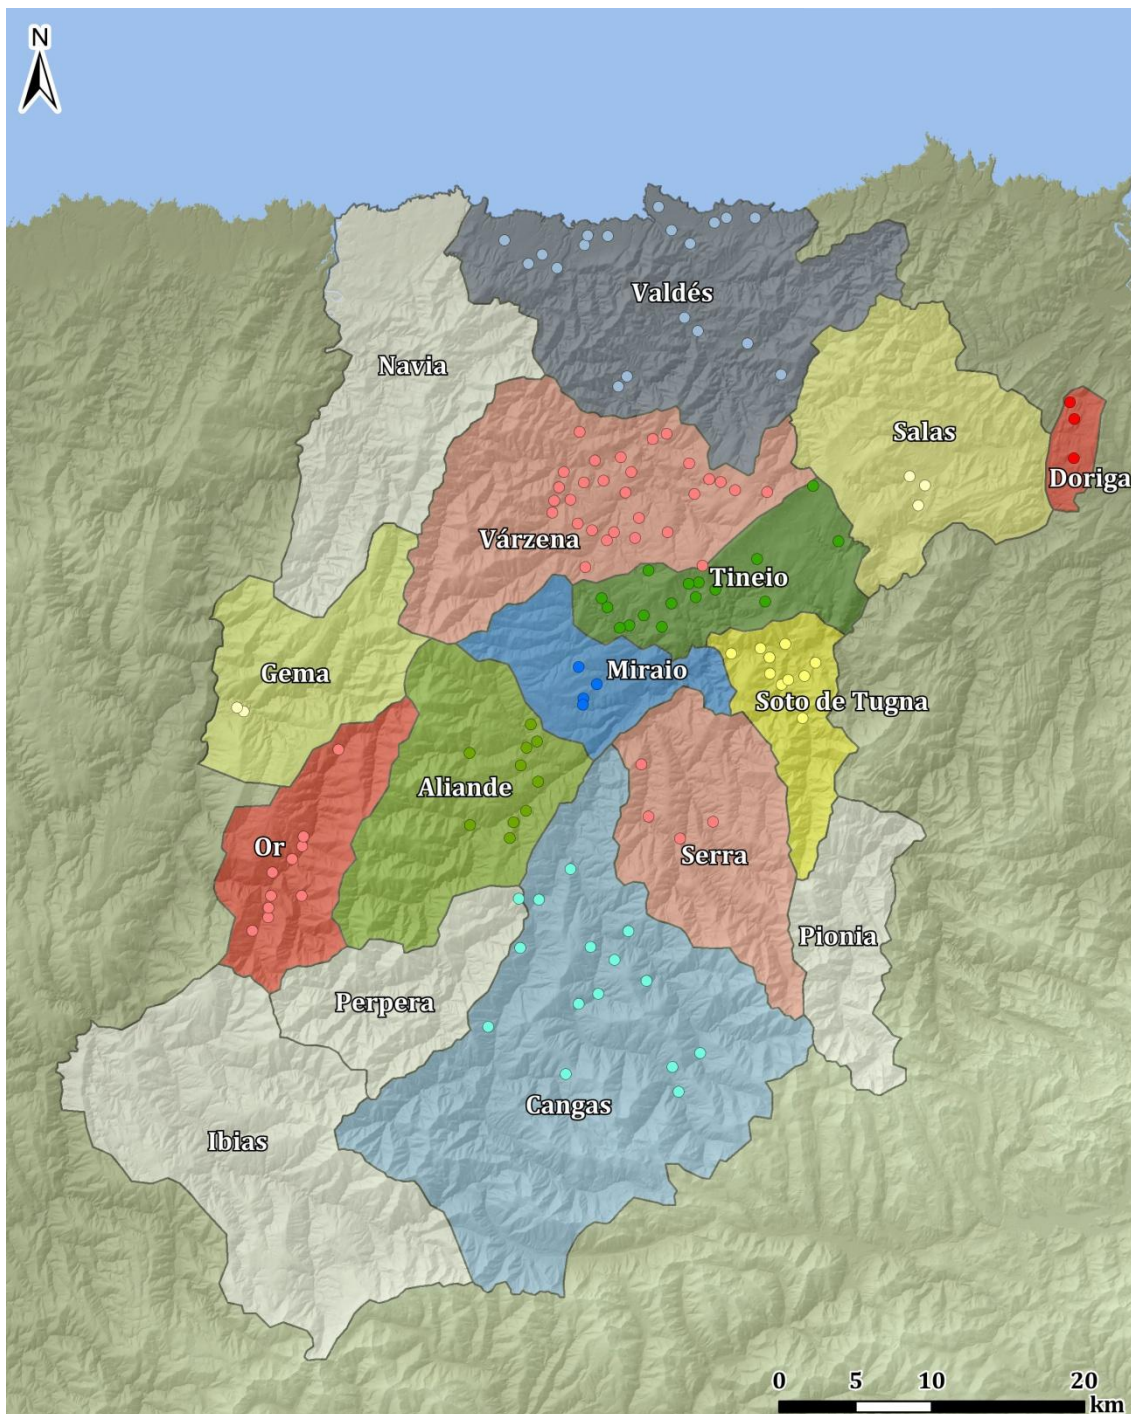 N
Valdés
Navia
Salas
Doriga
Várzena
Tineio
Gema
Miraio
Soto de Tugna
Aliande
Or
Serra
Pionia
Perpera
Cangas
Ibias
0 5 10 20
km